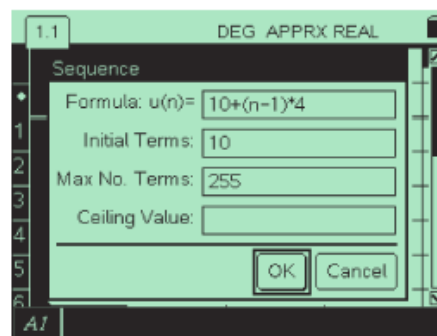 1.1 DEG APPRX REAL
Sequence
Formula: u(n)= 10+(n-1)*4
1
Initial Terms: 10
2
Max No. Terms: 255
3
Ceiling Value:
4
5
OK Cancel
6
A1